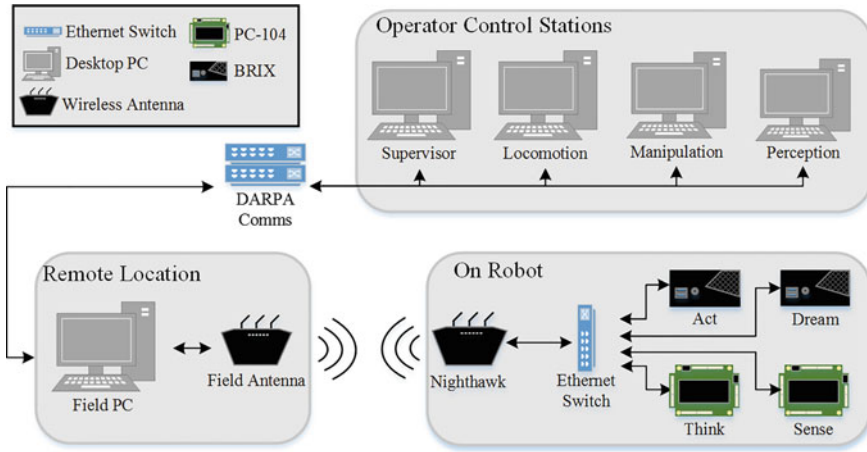 Ethernet Switch
PC-104
Desktop PC
BRIX
Wireless Antenna
Operator Control Stations
Supervisor
Locomotion
Manipulation
Perception
DARPA
Comms
Remote Location
Field PC
Field Antenna
On Robot
Nighthawk
Ethernet
Switch
Act
Dream
Think
Sense